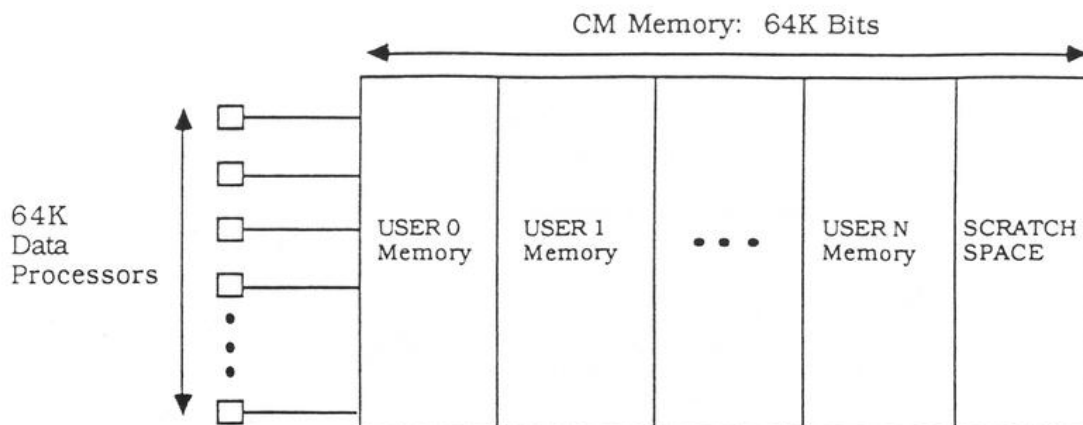 CM Memory: 64K Bits
64K
Data
Processors
USER 0
Memory
USER 1
Memory
USER N
Memory
SCRATCH
SPACE